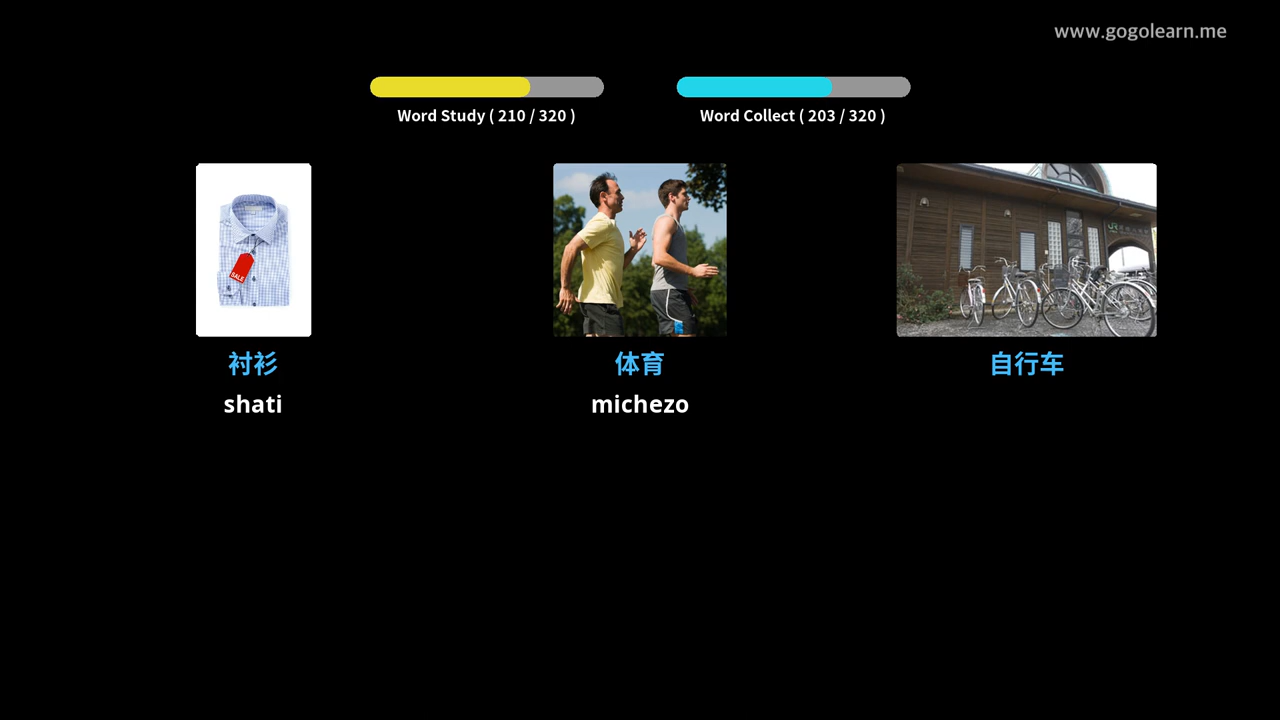 www.gogolearn.me
Word Study ( 210 / 320 )
Word Collect ( 203 / 320 )
SALE
衬衫
体育
自行车
shati
michezo